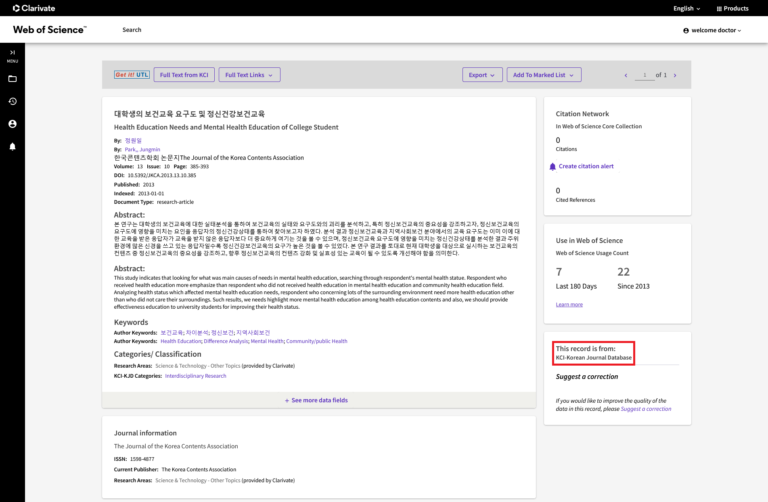 Clarivate
English
Products
Web of Science™
Search
welcome doctor
MENU
Get it! UTL
Full Text from KCI
Full Text Links
Export
Add To Marked List
1 of 1
대학생의 보건교육 요구도 및 정신건강보건교육
Health Education Needs and Mental Health Education of College Student
By: 정원율
By: Park,, Jungmin
한국콘텐츠학회 논문지The Journal of the Korea Contents Association
Volume: 13 Issue: 10 Page: 385-393
DOI: 10.5392/JKCA.2013.13.10.385
Published: 2013
Indexed: 2013-01-01
Document Type: research-article
Abstract:
본 연구는 대학생의 보건교육에 대한 실태분석을 통하여 보건교육의 실태와 요구도와의 괴리를 분석하고, 특히 정신보건교육의 중요성을 강조하고자, 정신보건교육의
요구도에 영향을 미치는 요인을 응답자의 정신건강상태를 통하여 찾아보고자 하였다. 분석 결과 정신보건교육과 지역사회보건 분야에서의 교육 요구도는 이미 이에 대
한 교육을 받은 응답자가 교육을 받지 않은 응답자보다 더 중요하게 여기는 것을 볼 수 있으며, 정신보건교육 요구도에 영향을 미치는 정신건강상태를 분석한 결과 주위
환경에 많은 신경을 쓰고 있는 응답자일수록 정신건강보건교육의 요구가 높은 것을 볼 수 있었다. 본 연구 결과를 토대로 현재 대학생을 대상으로 실시하는 보건교육의
컨텐츠 중 정신보건교육의 중요성을 강조하고, 향후 정신보건교육의 컨텐츠 강화 및 실효성 있는 교육이 될 수 있도록 개선해야 함을 의미한다.
Abstract:
This study indicates that looking for what was main causes of needs in mental health education, searching through respondent's mental health status. Respondent who
received health education more emphasize than respondent who did not received health education in mental health education and community health education field.
Analyzing health status which affected mental health education needs, respondent who concerning lots of the surrounding environment need more health education other
than who did not care their surroundings. Such results, we needs highlight more mental health education among health education contents and also, we should provide
effectiveness education to university students for improving their health status.
Keywords
Author Keywords: 보건교육; 차이분석; 정신보건; 지역사회보건
Author Keywords: Health Education; Difference Analysis; Mental Health; Community/public Health
Categories/ Classification
Research Areas: Science & Technology - Other Topics (provided by Clarivate)
KCI-KJD Categories: Interdisciplinary Research
+ See more data fields
Journal information
The Journal of the Korea Contents Association
ISSN: 1598-4877
Current Publisher: The Korea Contents Association
Research Areas: Science & Technology - Other Topics (provided by Clarivate)
Citation Network
In Web of Science Core Collection
0
Citations
Create citation alert
0
Cited References
Use in Web of Science
Web of Science Usage Count
7 22
Last 180 Days Since 2013
Learn more
This record is from:
KCI-Korean Journal Database
Suggest a correction
If you would like to improve the quality of the
data in this record, please Suggest a correction